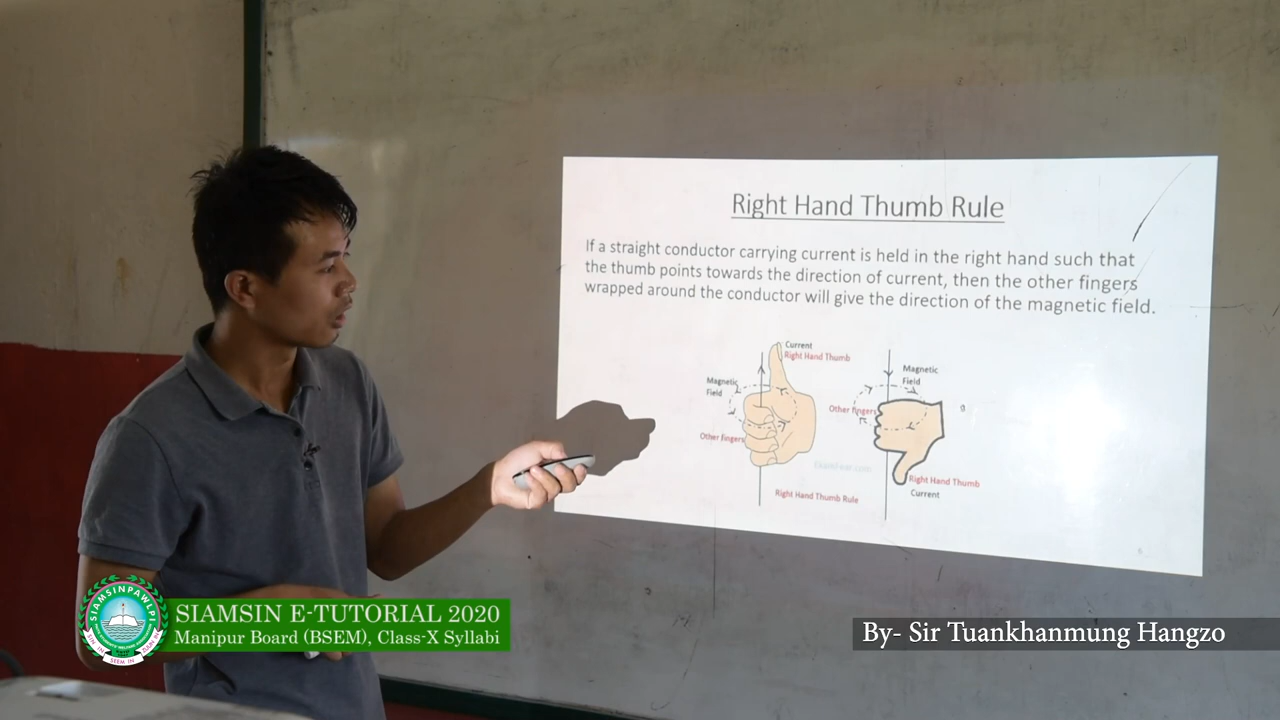 Right Hand Thumb Rule
If a straight conductor carrying current is held in the right hand such that
the thumb points towards the direction of current, then the other fingers
wrapped around the conductor will give the direction of the magnetic field.
Current
Right Hand Thumb
Magnetic
Field
Other fingers
Right Hand Thumb Rule
Magnetic
Field
Other fingers
Right Hand Thumb
Current
SIAMSINPAWLPI
SIAMSIN E-TUTORIAL 2020
Manipur Board (BSEM), Class-X Syllabi
By- Sir Tuankhanmung Hangzo